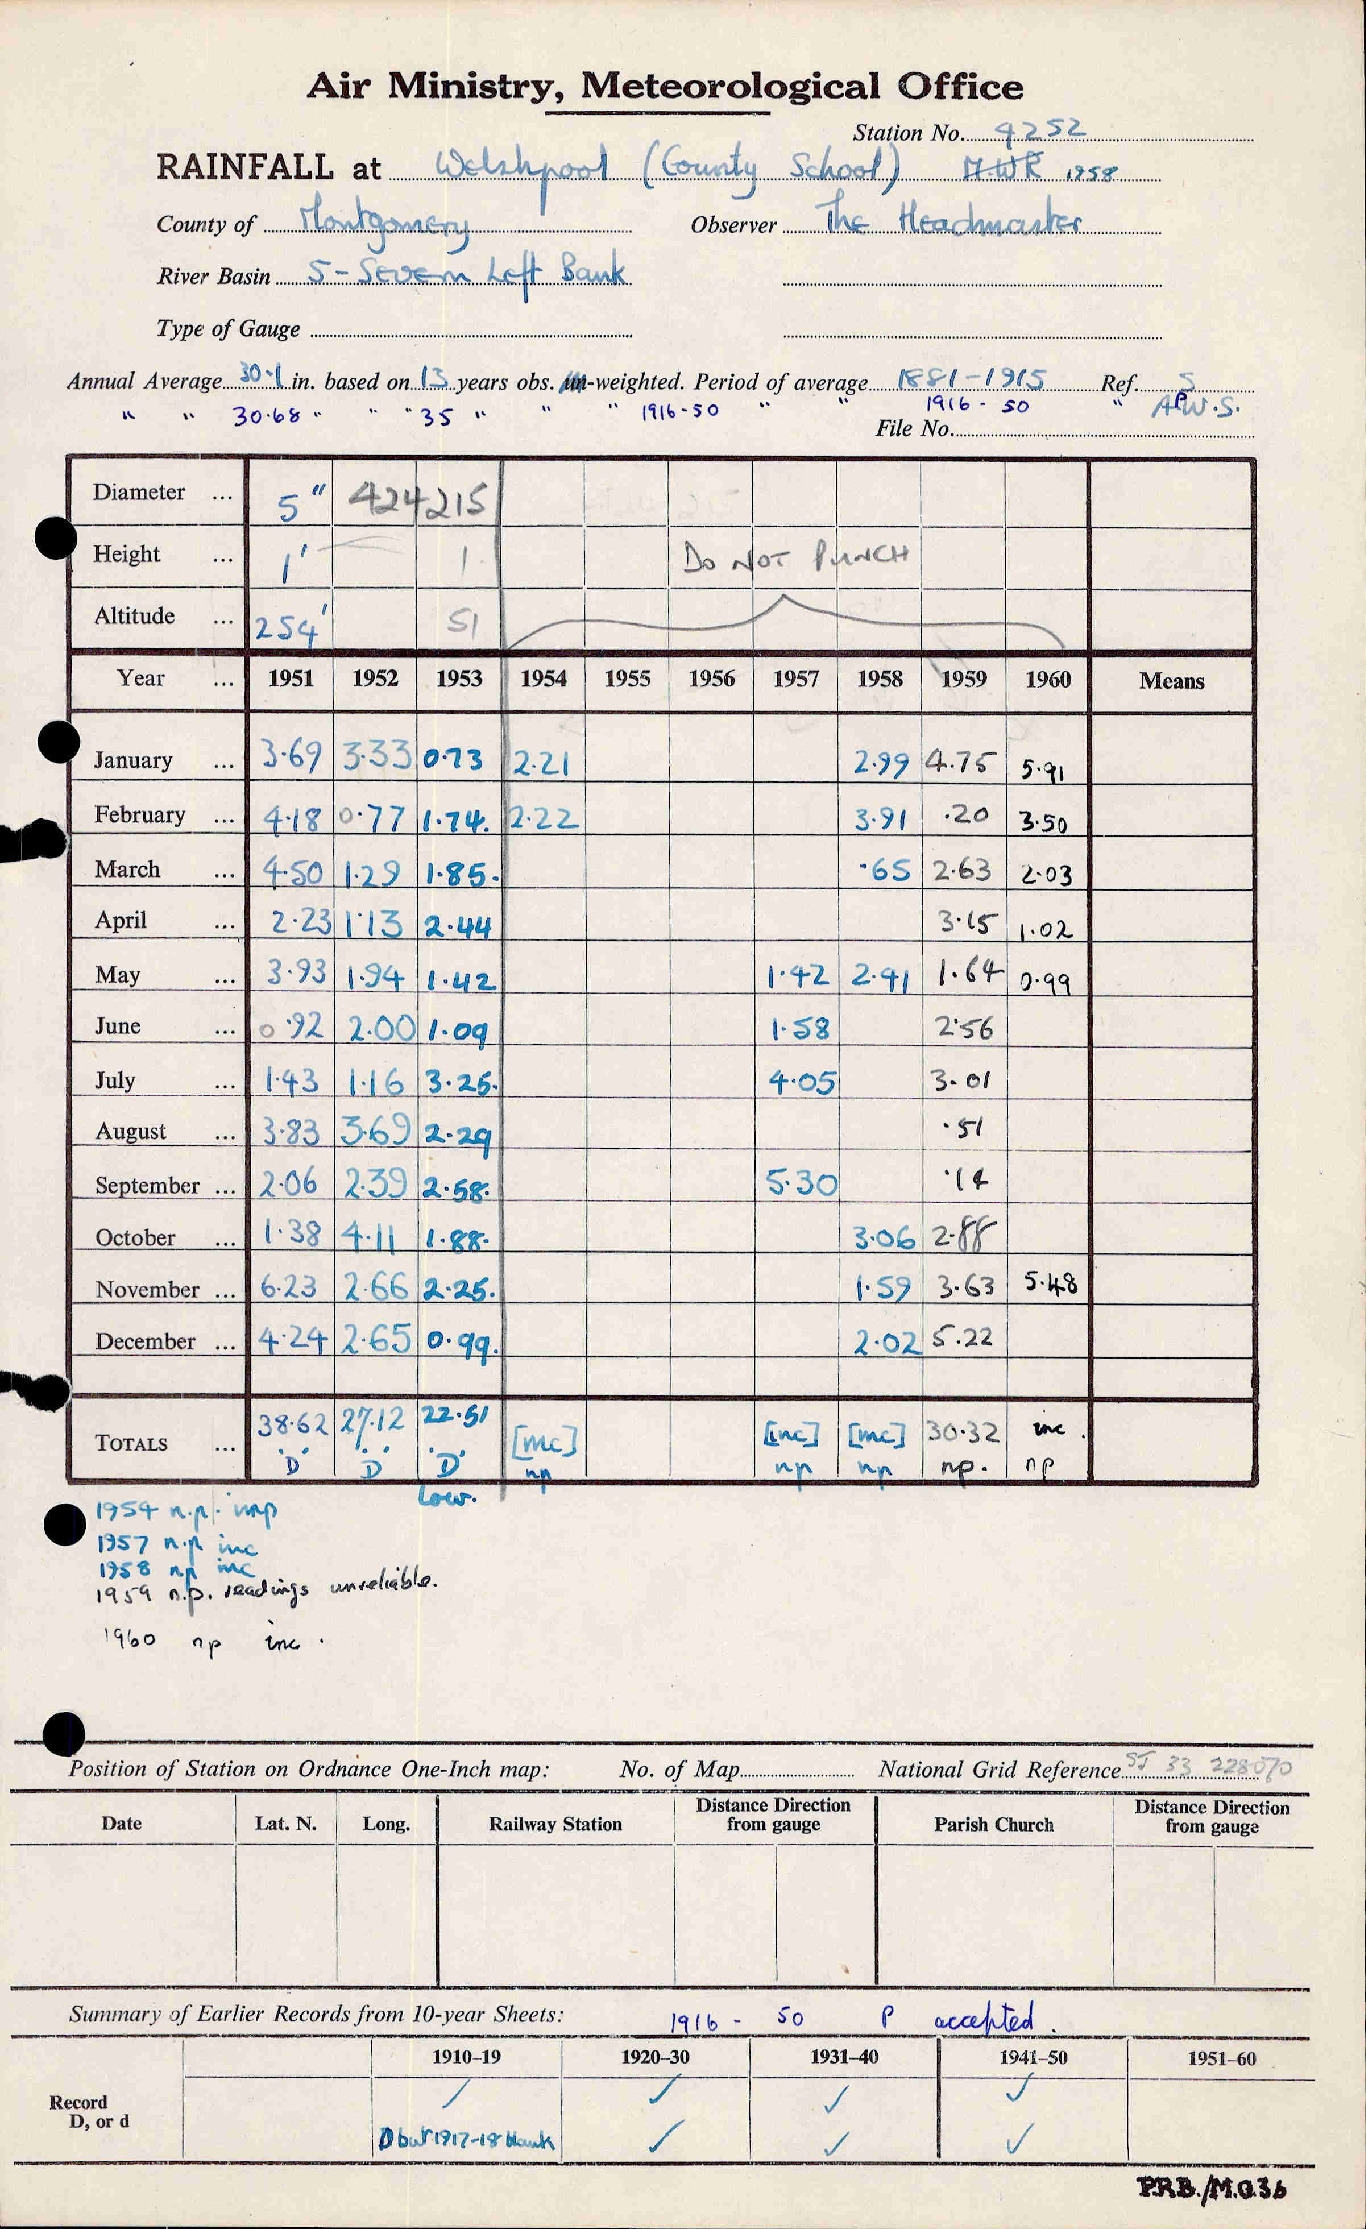 Air Ministry, Meteorological Office
Station No. 4252
RAINFALL at Welshpool (County School) AWR 1958
County of Montgomery Observer The Headmaster
River Basin 5 - Severn Left Bank
Type of Gauge
Annual Average 30.1 in. based on 13 years obs. un-weighted. Period of average 1881-1915 Ref. S
" " 30.68 " " " 35 " " " 1916-50 " " 1916-50 " A.W.S.
File No.
Diameter ... 5" 424215
Height ... 1' 1 DO NOT PUNCH
Altitude ... 254' 51
Year ... 1951 1952 1953 1954 1955 1956 1957 1958 1959 1960 Means
January ... 3.69 3.33 0.73 2.21 2.99 4.75 5.91
February ... 4.18 0.77 1.74. 2.22 3.91 .20 3.50
March ... 4.50 1.29 1.85. .65 2.63 2.03
April ... 2.23 1.13 2.44 3.15 1.02
May ... 3.93 1.94 1.42 1.42 2.91 1.64 0.99
June ... 0.92 2.00 1.09 1.58 2.56
July ... 1.43 1.16 3.25. 4.05 3.01
August ... 3.83 3.69 2.29 .51
September ... 2.06 2.39 2.58. 5.30 .14
October ... 1.38 4.11 1.88. 3.06 2.88
November ... 6.23 2.66 2.25. 1.59 3.63 5.48
December ... 4.24 2.65 0.99. 2.02 5.22
TOTALS ... 38.62 27.12 22.51 [inc] [inc] [inc] 30.32 inc.
'D' 'D' 'D' np np np np. np
Low.
1954 n.p. imp
1957 n.p inc
1958 np inc
1959 n.p. readings unreliable.
1960 np inc.
Position of Station on Ordnance One-Inch map: No. of Map National Grid Reference SJ 33 228070
Date Lat. N. Long. Railway Station Distance Direction from gauge Parish Church Distance Direction from gauge
Summary of Earlier Records from 10-year Sheets: 1916 - 50 P accepted.
1910–19 1920–30 1931–40 1941–50 1951–60
Record ✓ ✓ ✓ ✓
D, or d D but 1917-18 blank ✓ ✓ ✓
P.R.B./M.O.36